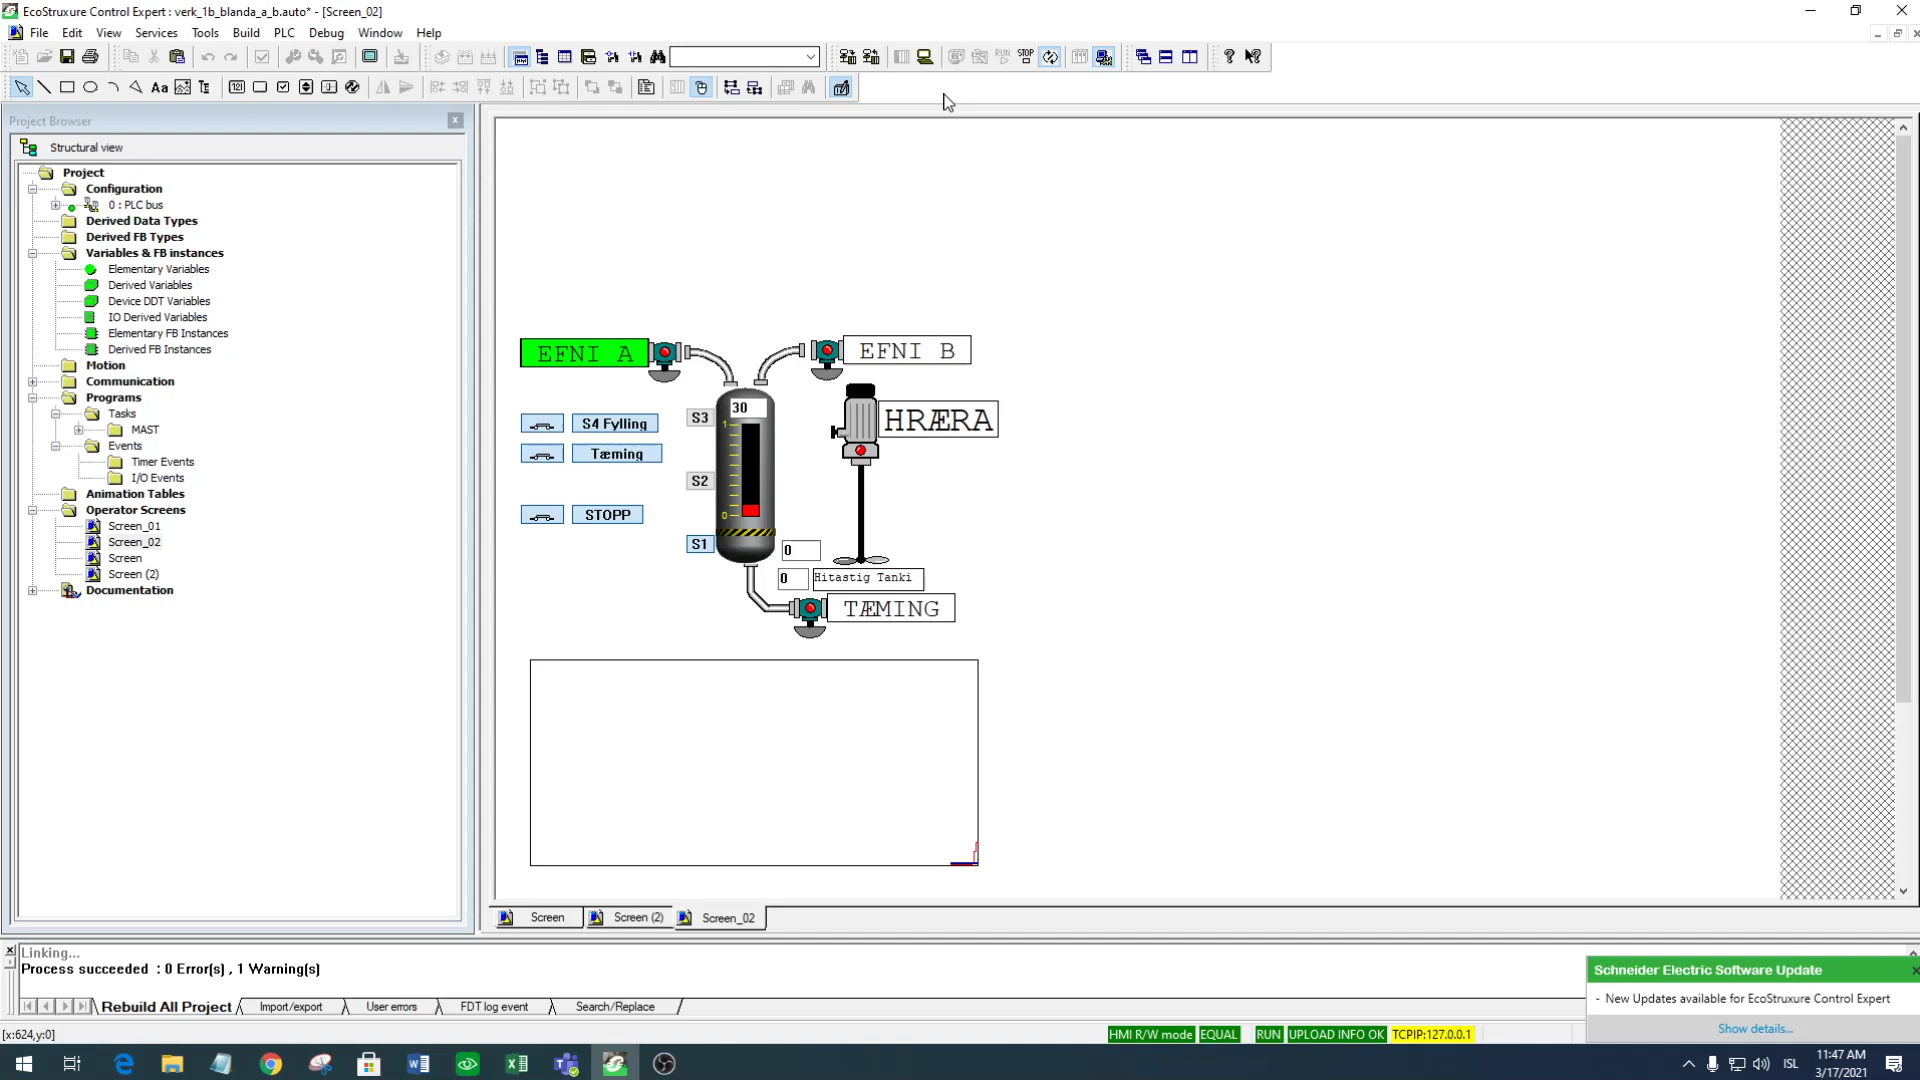 EcoStruxure Control Expert : verk_1b_blanda_a_b.auto* - [Screen_02]
File Edit View Services Tools Build PLC Debug Window Help
RUN STOP
Aa
Project Browser
Structural view
Project
Configuration
0 : PLC bus
Derived Data Types
Derived FB Types
Variables & FB instances
Elementary Variables
Derived Variables
Device DDT Variables
IO Derived Variables
Elementary FB Instances
Derived FB Instances
Motion
Communication
Programs
Tasks
MAST
Events
Timer Events
I/O Events
Animation Tables
Operator Screens
Screen_01
Screen_02
Screen
Screen (2)
Documentation
EFNI A
EFNI B
30
HRÆRA
S4 Fylling
S3
1
Tæming
S2
STOPP
0
S1
0
0
Hitastig Tanki
TÆMING
Screen Screen (2) Screen_02
Linking...
Process succeeded : 0 Error(s) , 1 Warning(s)
Rebuild All Project Import/export User errors FDT log event Search/Replace
Schneider Electric Software Update
- New Updates available for EcoStruxure Control Expert
Show details...
[x:624,y:0]
HMI R/W mode EQUAL RUN UPLOAD INFO OK TCPIP:127.0.0.1
ISL
11:47 AM
3/17/2021